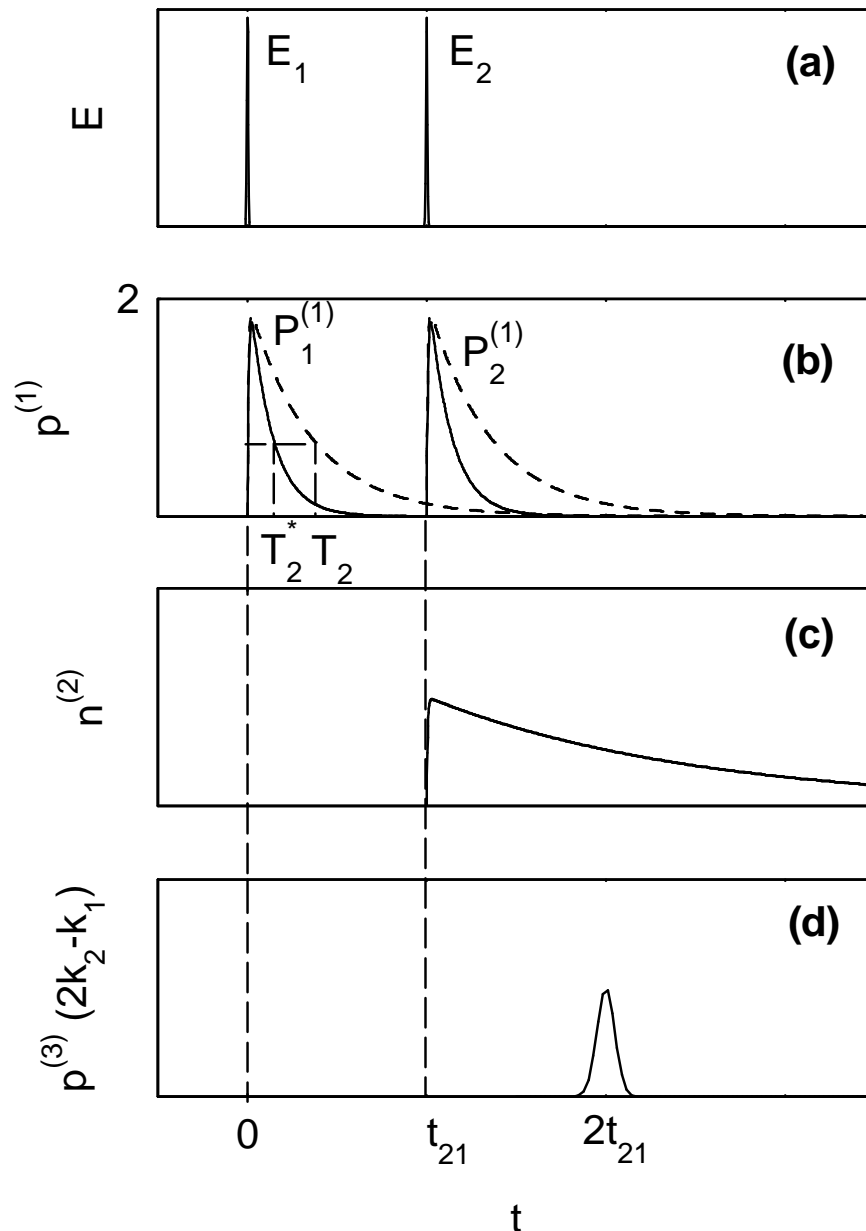 E
E₁
E₂
(a)
2
p⁽¹⁾
P₁⁽¹⁾
P₂⁽¹⁾
(b)
T₂* T₂
n⁽²⁾
(c)
p⁽³⁾ (2k₂-k₁)
(d)
0 t₂₁ 2t₂₁
t